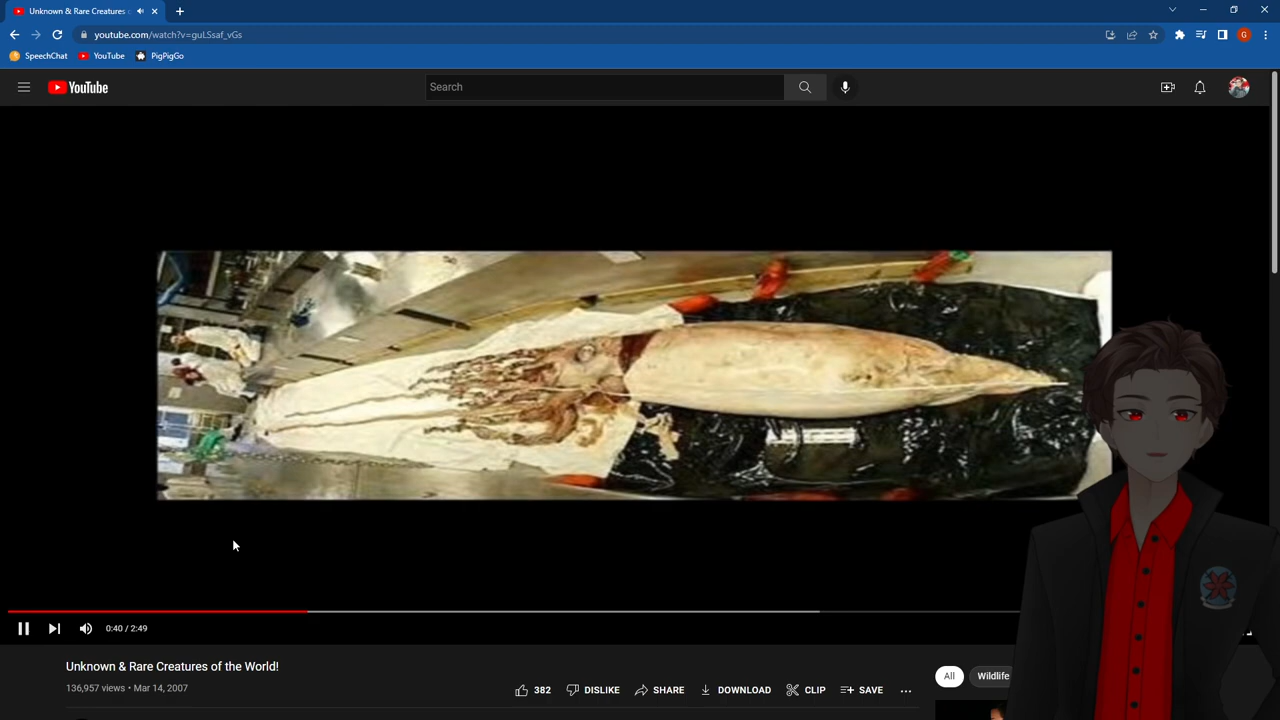 Unknown & Rare Creatures o
youtube.com/watch?v=guLSsaf_vGs
G
SpeechChat
YouTube
PigPigGo
YouTube
Search
0:40 / 2:49
Unknown & Rare Creatures of the World!
136,957 views • Mar 14, 2007
382
DISLIKE
SHARE
DOWNLOAD
CLIP
SAVE
All
Wildlife